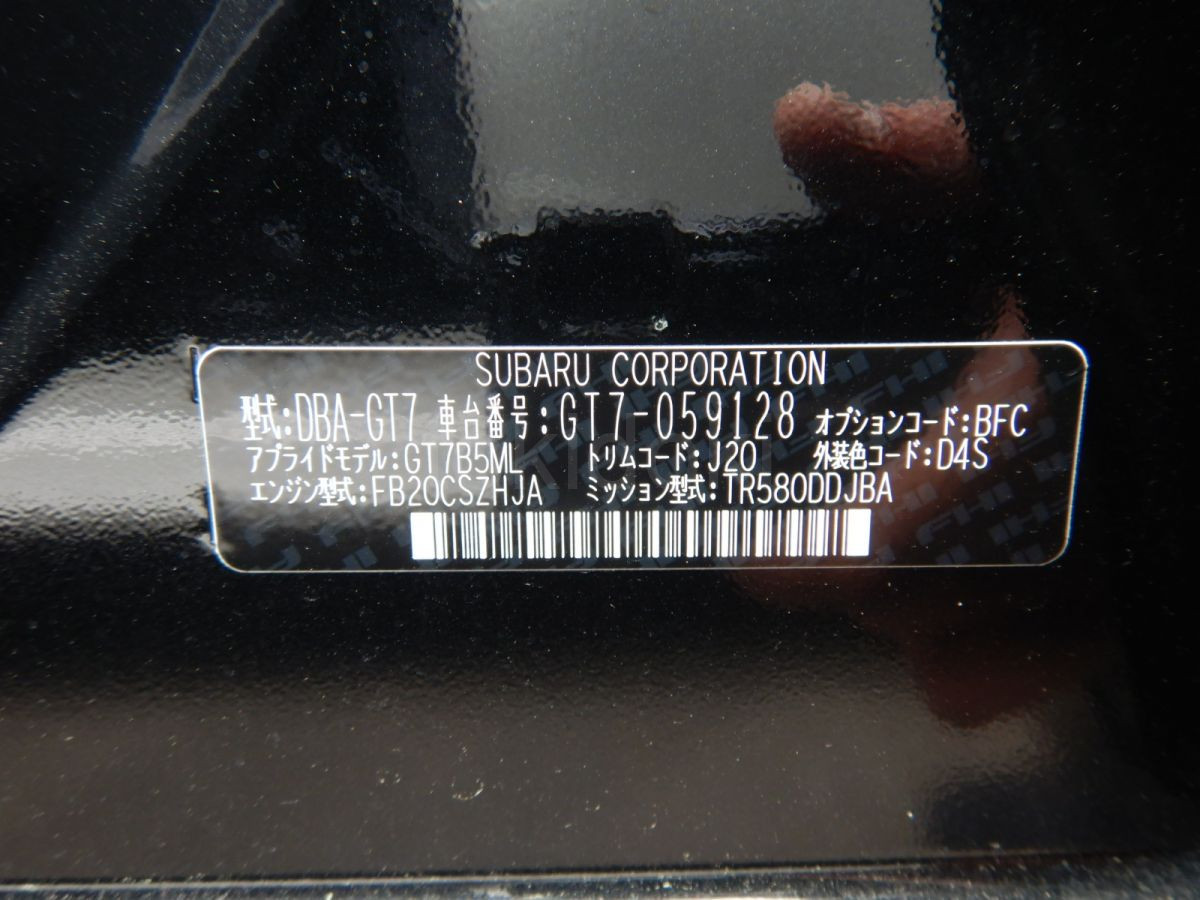 SUBARU CORPORATION
型式:DBA-GT7 車台番号:GT7-059128 オプションコード:BFC
アプライドモデル:GT7B5ML トリムコード:J20 外装色コード:D4S
エンジン型式:FB20CSZHJA ミッション型式:TR580DDJBA